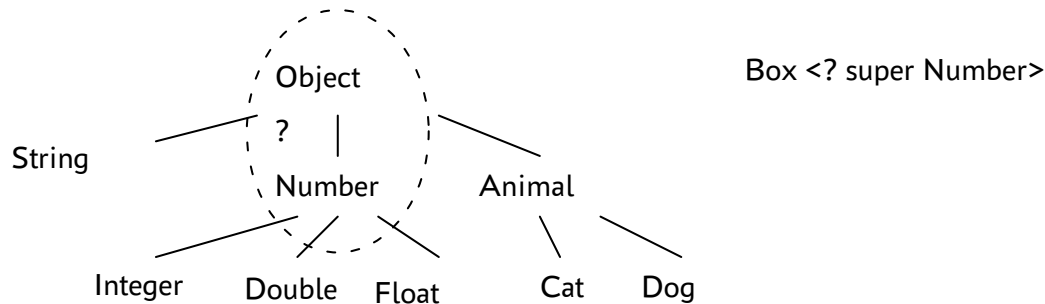 Object
Box <? super Number>
?
String
Number
Animal
Integer
Double
Float
Cat
Dog